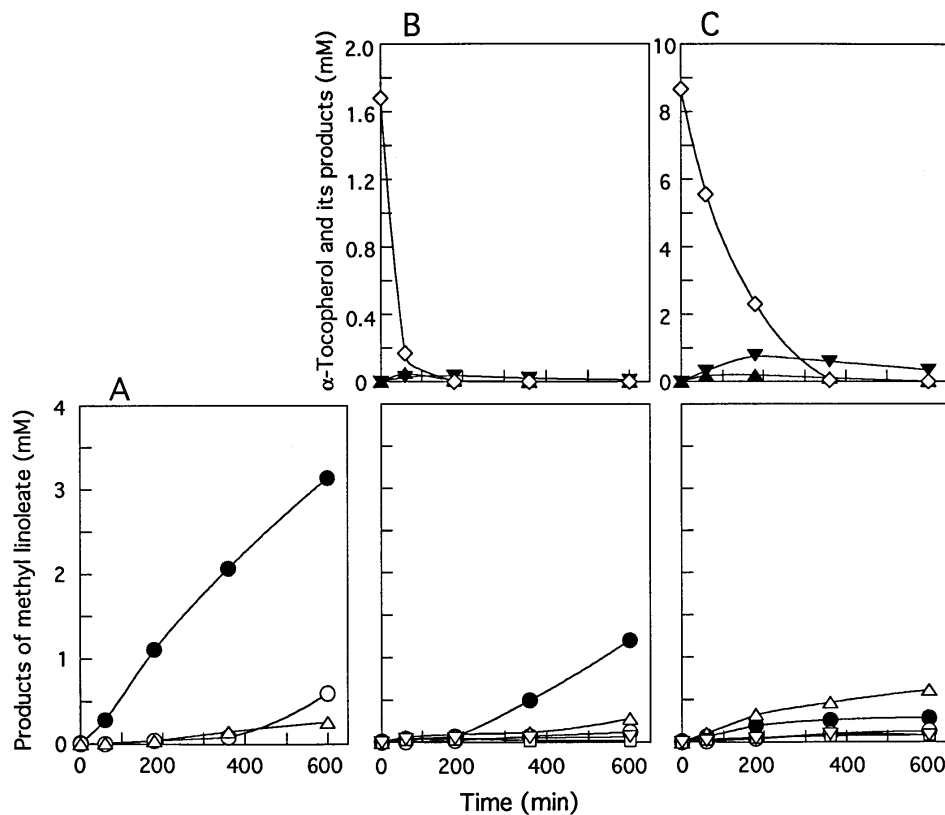 B
C
α-Tocopherol and its products (mM)
2.0
1.6
1.2
0.8
0.4
0
10
8
6
4
2
0
A
Products of methyl linoleate (mM)
4
3
2
1
0
0 200 400 600
0 200 400 600
0 200 400 600
Time (min)